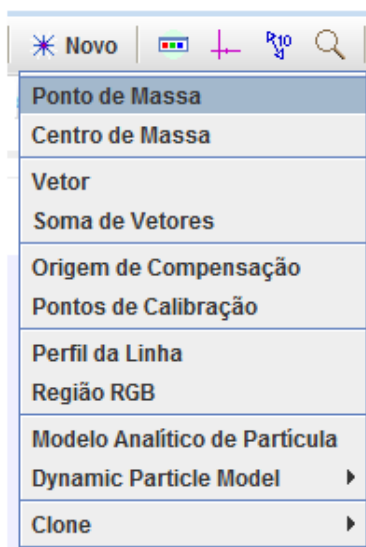 Novo
Ponto de Massa
Centro de Massa
Vetor
Soma de Vetores
Origem de Compensação
Pontos de Calibração
Perfil da Linha
Região RGB
Modelo Analítico de Partícula
Dynamic Particle Model
Clone